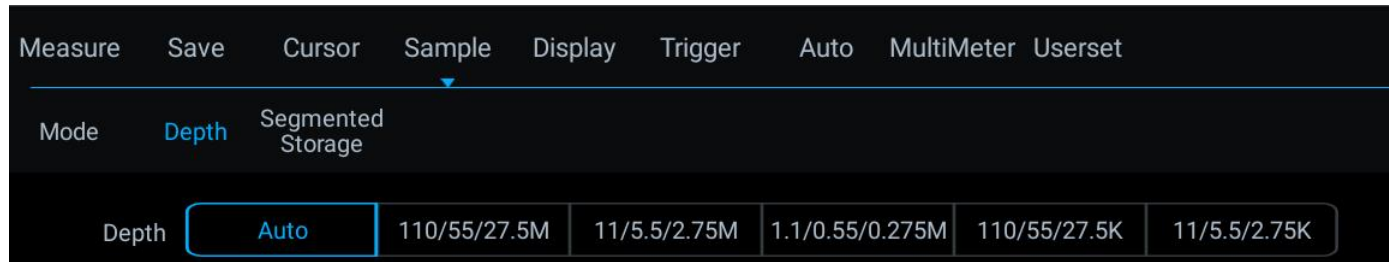 Measure Save Cursor Sample Display Trigger Auto MultiMeter Userset
Mode Depth Segmented Storage
Depth Auto 110/55/27.5M 11/5.5/2.75M 1.1/0.55/0.275M 110/55/27.5K 11/5.5/2.75K